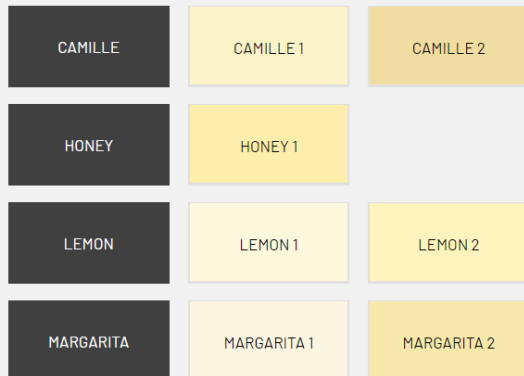 CAMILLE
CAMILLE 1
CAMILLE 2
HONEY
HONEY 1
LEMON
LEMON 1
LEMON 2
MARGARITA
MARGARITA 1
MARGARITA 2